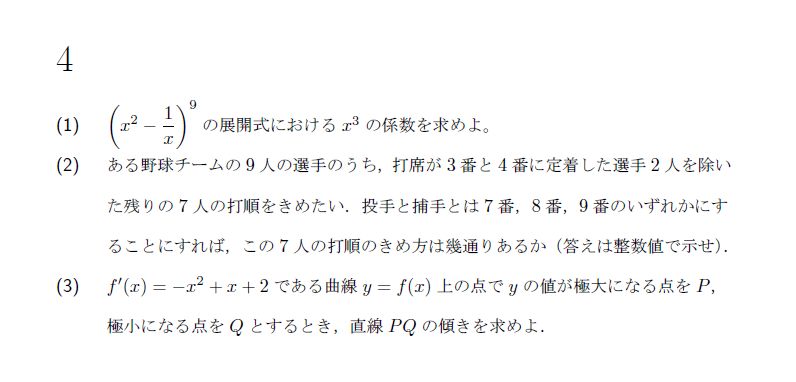 4
(1) (x² − 1/x)⁹ の展開式における x³ の係数を求めよ。
(2) ある野球チームの 9 人の選手のうち，打席が 3 番と 4 番に定着した選手 2 人を除い
た残りの 7 人の打順をきめたい．投手と捕手とは 7 番，8 番，9 番のいずれかにす
ることにすれば，この 7 人の打順のきめ方は幾通りあるか（答えは整数値で示せ）．
(3) f′(x) = −x² + x + 2 である曲線 y = f(x) 上の点で y の値が極大になる点を P，
極小になる点を Q とするとき，直線 PQ の傾きを求めよ．